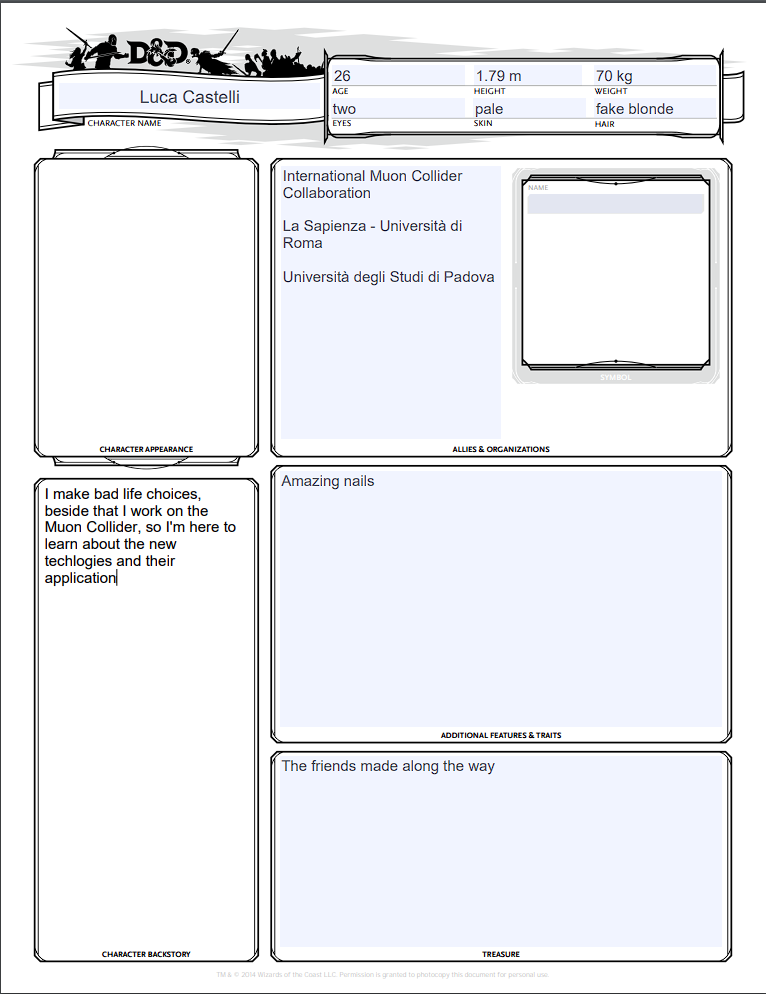 D&D®
Luca Castelli
CHARACTER NAME
26 1.79 m 70 kg
AGE HEIGHT WEIGHT
two pale fake blonde
EYES SKIN HAIR
CHARACTER APPEARANCE
International Muon Collider
Collaboration
La Sapienza - Università di
Roma
Università degli Studi di Padova
NAME
SYMBOL
ALLIES & ORGANIZATIONS
I make bad life choices,
beside that I work on the
Muon Collider, so I'm here to
learn about the new
techlogies and their
application
CHARACTER BACKSTORY
Amazing nails
ADDITIONAL FEATURES & TRAITS
The friends made along the way
TREASURE
TM & © 2014 Wizards of the Coast LLC. Permission is granted to photocopy this document for personal use.